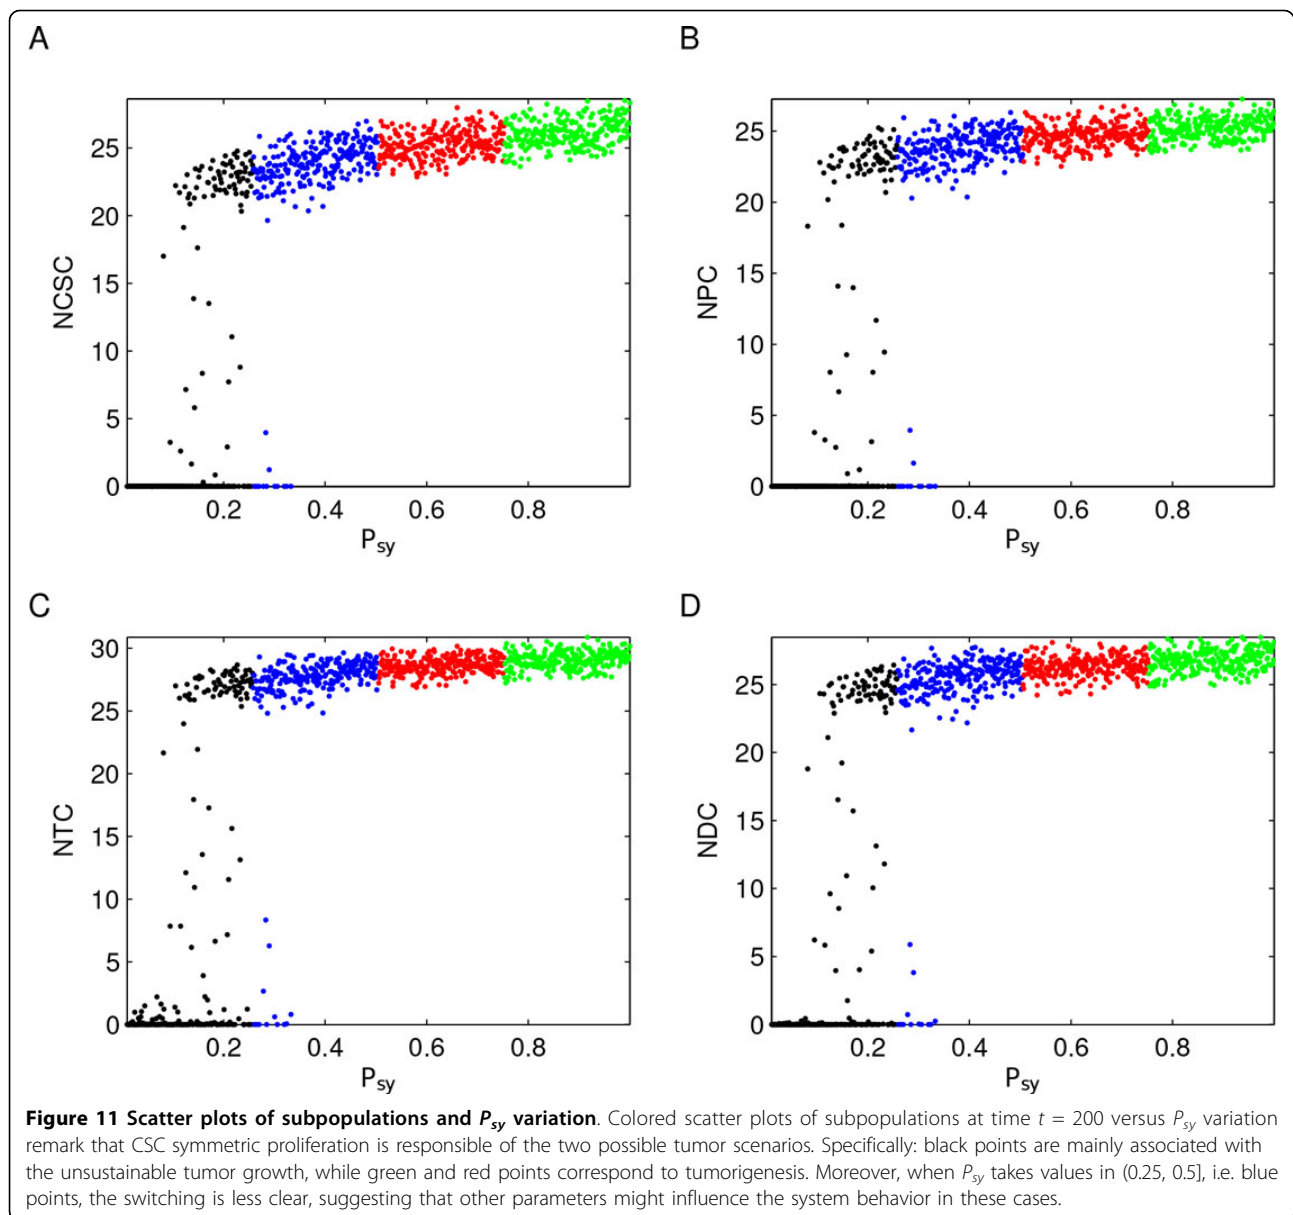 A
B
25
20
15
10
5
0
NCSC
0.2 0.4 0.6 0.8
P_sy
25
20
15
10
5
0
NPC
0.2 0.4 0.6 0.8
P_sy
C
D
30
25
20
15
10
5
0
NTC
0.2 0.4 0.6 0.8
P_sy
25
20
15
10
5
0
NDC
0.2 0.4 0.6 0.8
P_sy
Figure 11 Scatter plots of subpopulations and P_sy variation. Colored scatter plots of subpopulations at time t = 200 versus P_sy variation
remark that CSC symmetric proliferation is responsible of the two possible tumor scenarios. Specifically: black points are mainly associated with
the unsustainable tumor growth, while green and red points correspond to tumorigenesis. Moreover, when P_sy takes values in (0.25, 0.5], i.e. blue
points, the switching is less clear, suggesting that other parameters might influence the system behavior in these cases.